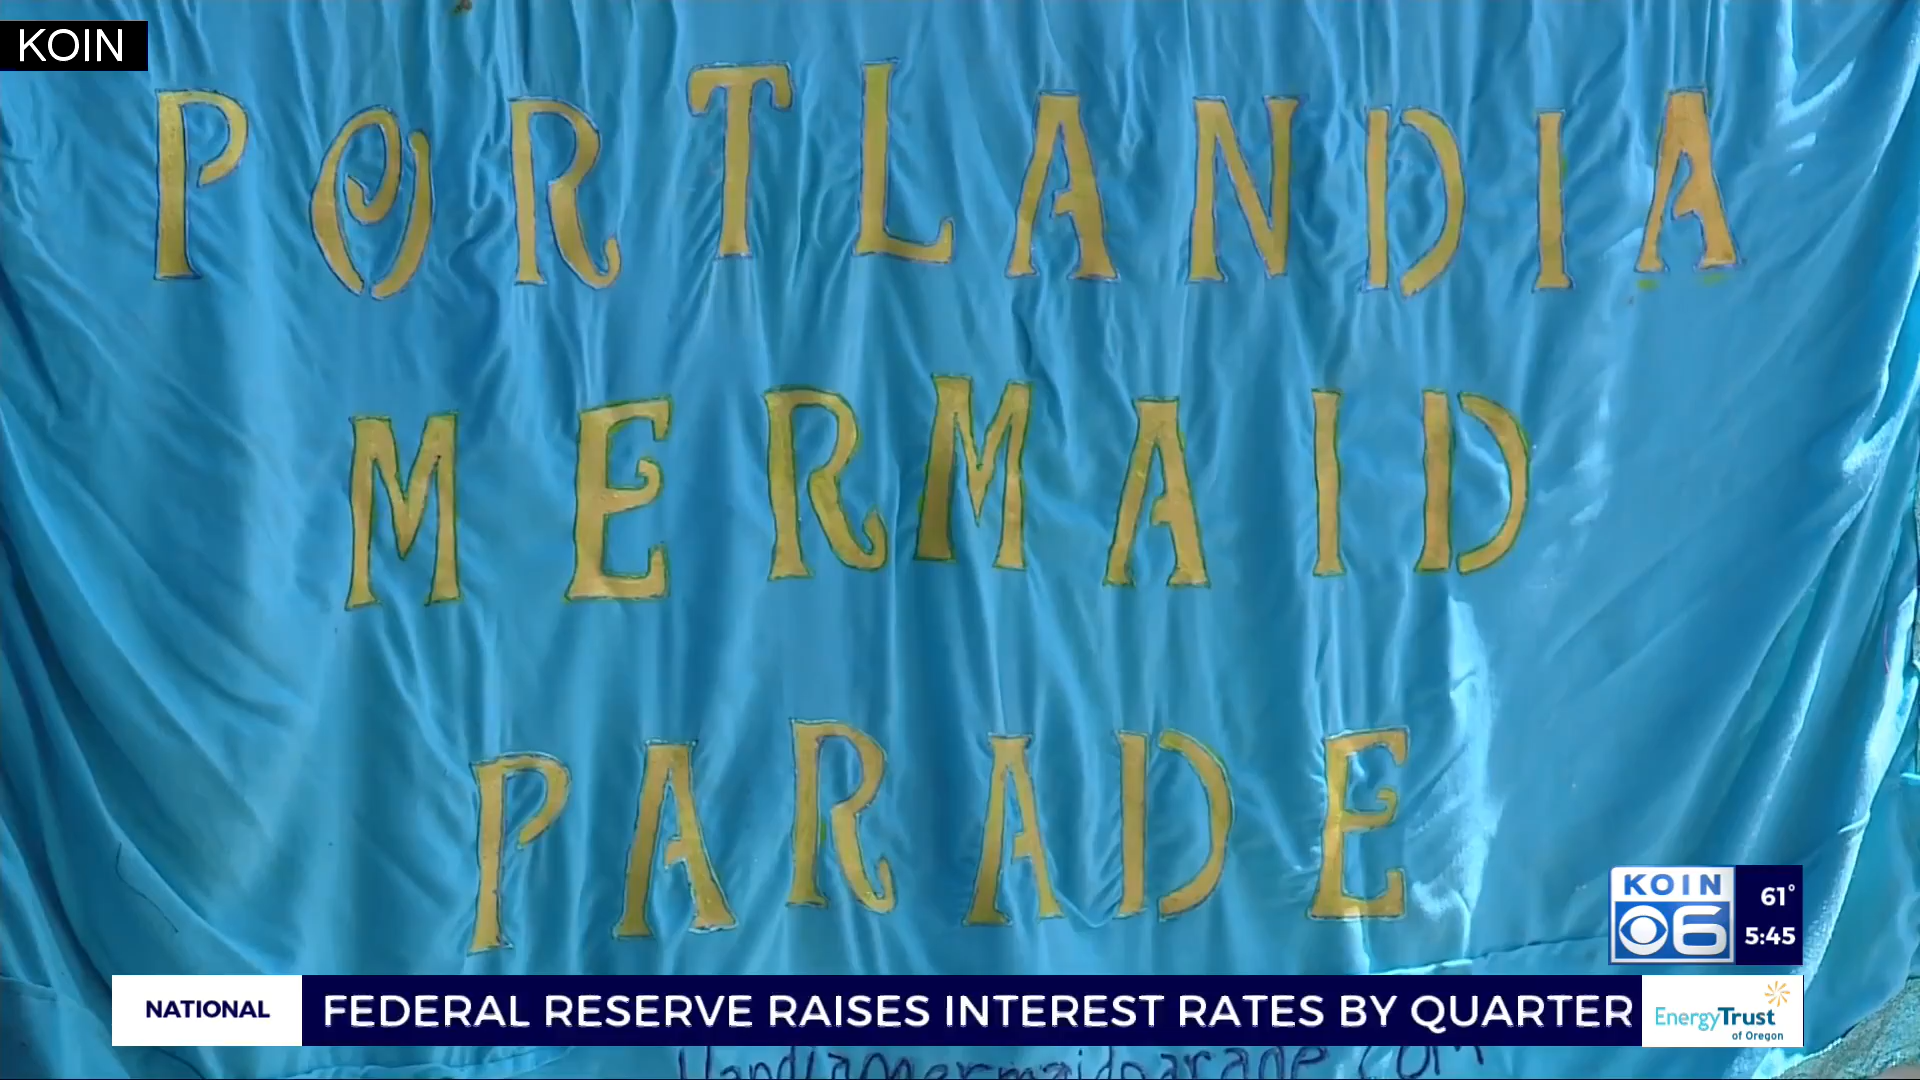 KOIN
PORTLANDIA
MERMAID
PARADE
KOIN
6
61°
5:45
NATIONAL
FEDERAL RESERVE RAISES INTEREST RATES BY QUARTER
EnergyTrust
of Oregon